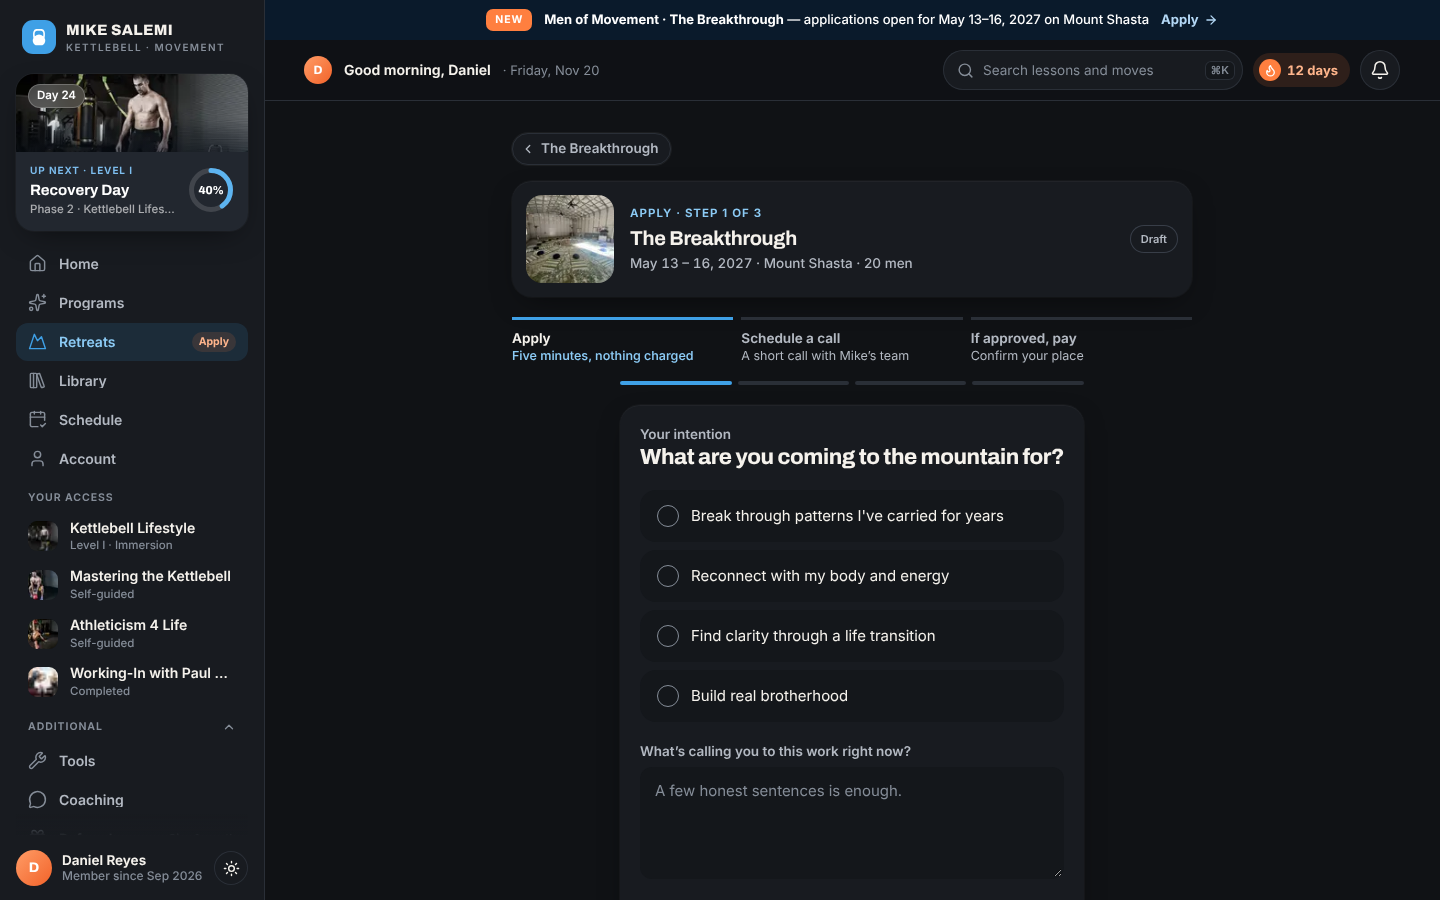 MIKE SALEMI
KETTLEBELL · MOVEMENT
Day 24
UP NEXT · LEVEL I
Recovery Day
Phase 2 · Kettlebell Lifes...
40%
Home
Programs
Retreats
Apply
Library
Schedule
Account
YOUR ACCESS
Kettlebell Lifestyle
Level I · Immersion
Mastering the Kettlebell
Self-guided
Athleticism 4 Life
Self-guided
Working-In with Paul ...
Completed
ADDITIONAL
Tools
Coaching
D
Daniel Reyes
Member since Sep 2026
NEW Men of Movement · The Breakthrough — applications open for May 13–16, 2027 on Mount Shasta Apply →
D
Good morning, Daniel · Friday, Nov 20
Search lessons and moves
⌘K
12 days
The Breakthrough
APPLY · STEP 1 OF 3
The Breakthrough
May 13 – 16, 2027 · Mount Shasta · 20 men
Draft
Apply
Five minutes, nothing charged
Schedule a call
A short call with Mike’s team
If approved, pay
Confirm your place
Your intention
What are you coming to the mountain for?
Break through patterns I've carried for years
Reconnect with my body and energy
Find clarity through a life transition
Build real brotherhood
What’s calling you to this work right now?
A few honest sentences is enough.